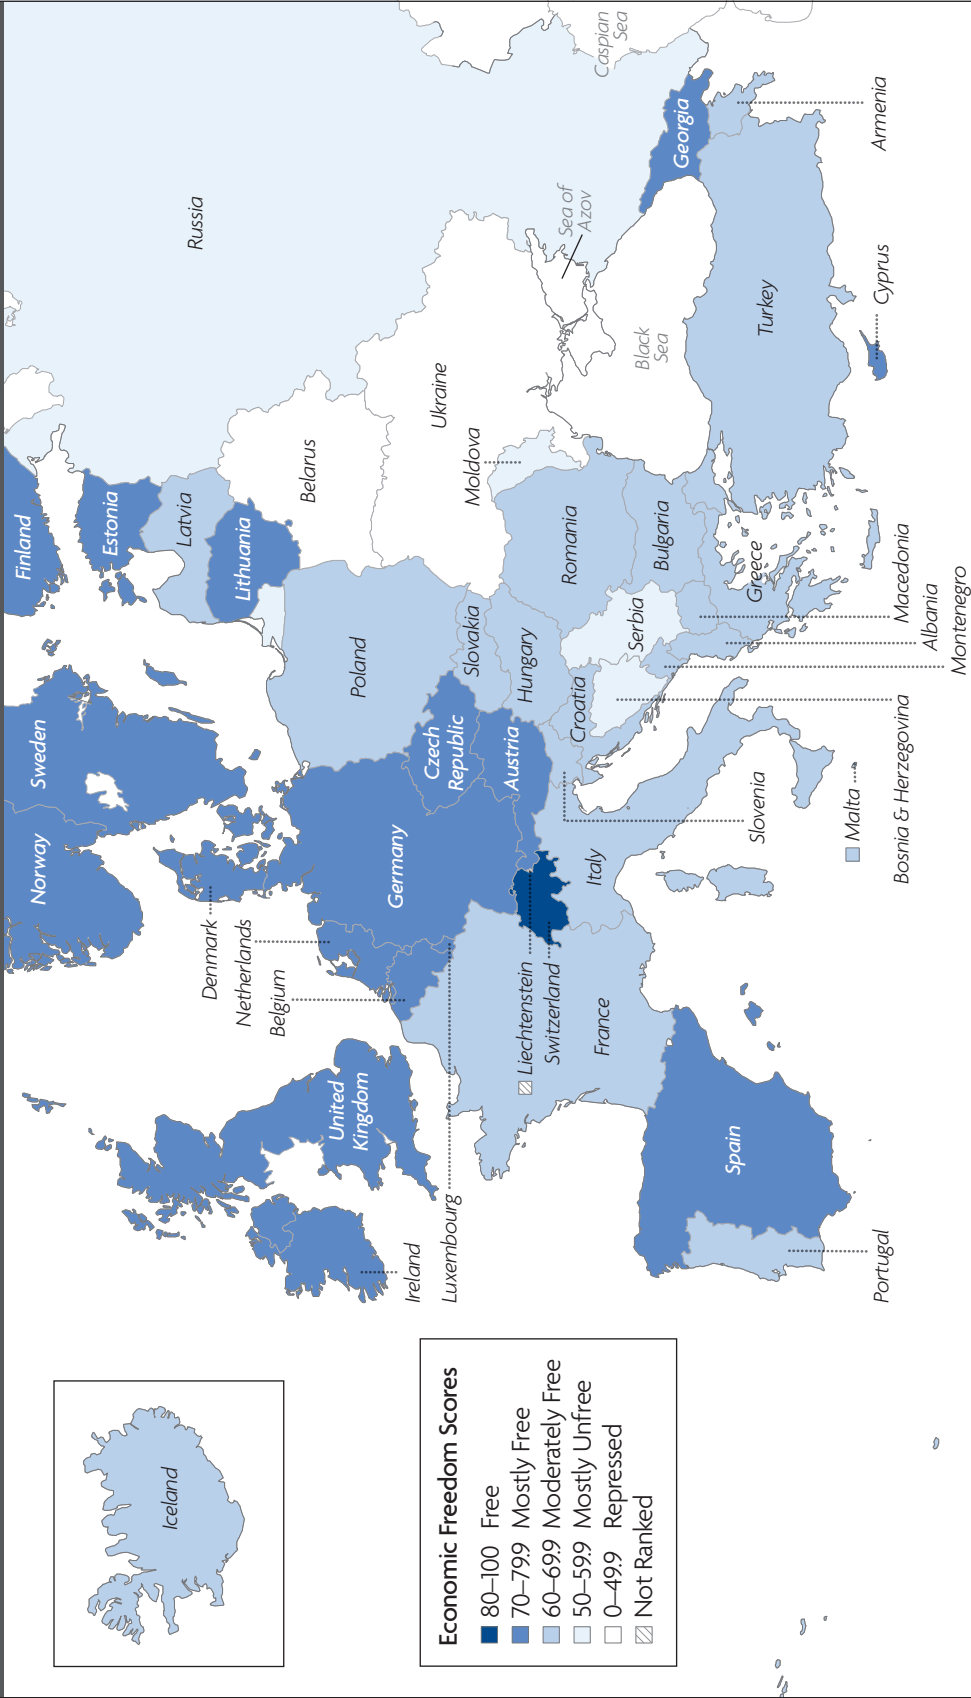 Iceland
Economic Freedom Scores
80–100 Free
70–79.9 Mostly Free
60–69.9 Moderately Free
50–59.9 Mostly Unfree
0–49.9 Repressed
Not Ranked
Ireland
Luxembourg
Portugal
United
Kingdom
Spain
Denmark
Netherlands
Belgium
Liechtenstein
Switzerland
France
Norway
Sweden
Germany
Czech
Republic
Austria
Italy
Slovenia
Malta
Bosnia & Herzegovina
Finland
Estonia
Latvia
Lithuania
Poland
Slovakia
Hungary
Croatia
Serbia
Macedonia
Albania
Montenegro
Belarus
Ukraine
Moldova
Romania
Bulgaria
Greece
Russia
Sea of
Azov
Black
Sea
Turkey
Cyprus
Caspian
Sea
Georgia
Armenia